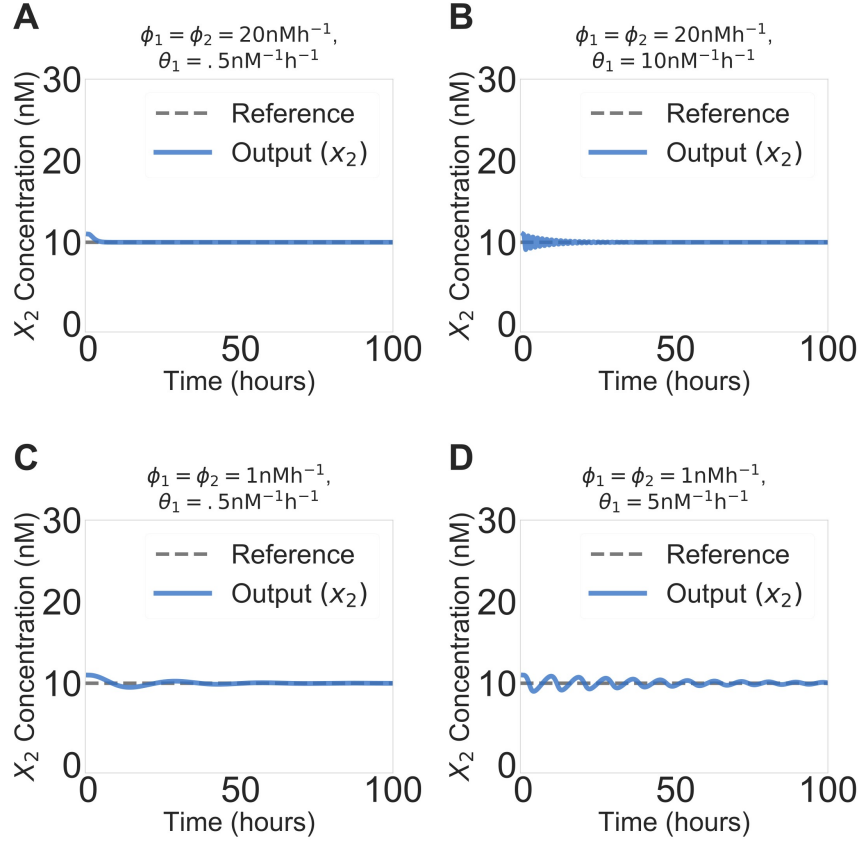 A
ϕ₁ = ϕ₂ = 20nMh⁻¹,
θ₁ = .5nM⁻¹h⁻¹
X₂ Concentration (nM)
30
20
10
0
Reference
Output (x₂)
0 50 100
Time (hours)
B
ϕ₁ = ϕ₂ = 20nMh⁻¹,
θ₁ = 10nM⁻¹h⁻¹
X₂ Concentration (nM)
30
20
10
0
Reference
Output (x₂)
0 50 100
Time (hours)
C
ϕ₁ = ϕ₂ = 1nMh⁻¹,
θ₁ = .5nM⁻¹h⁻¹
X₂ Concentration (nM)
30
20
10
0
Reference
Output (x₂)
0 50 100
Time (hours)
D
ϕ₁ = ϕ₂ = 1nMh⁻¹,
θ₁ = 5nM⁻¹h⁻¹
X₂ Concentration (nM)
30
20
10
0
Reference
Output (x₂)
0 50 100
Time (hours)